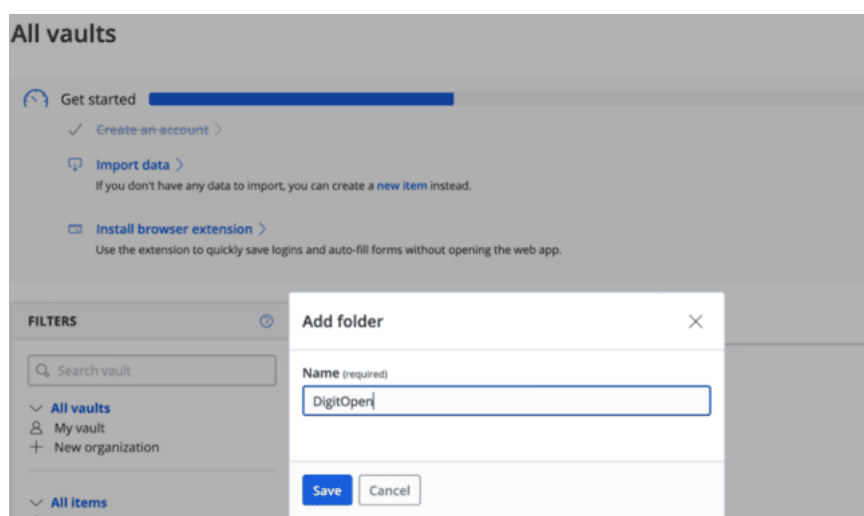 All vaults
Get started
Create an account
Import data
If you don't have any data to import, you can create a new item instead.
Install browser extension
Use the extension to quickly save logins and auto-fill forms without opening the web app.
FILTERS
Search vault
All vaults
My vault
New organization
All items
Add folder
Name (required)
DigitOpen
Save
Cancel